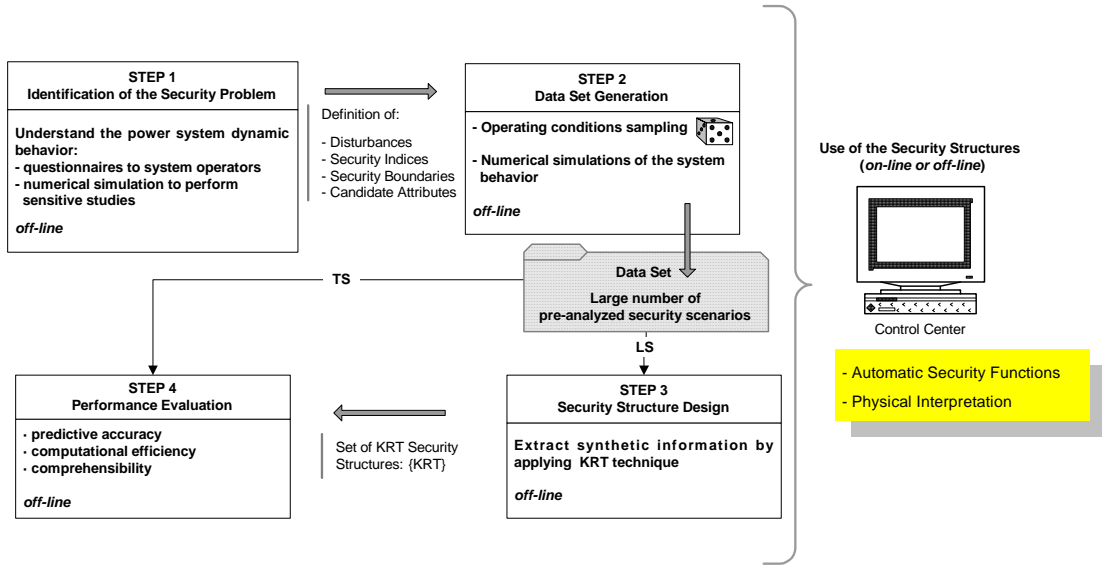 STEP 1
Identification of the Security Problem
Understand the power system dynamic
behavior:
- questionnaires to system operators
- numerical simulation to perform
sensitive studies
off-line
Definition of:
- Disturbances
- Security Indices
- Security Boundaries
- Candidate Attributes
STEP 2
Data Set Generation
- Operating conditions sampling
- Numerical simulations of the system
behavior
off-line
Data Set
Large number of
pre-analyzed security scenarios
TS
LS
STEP 3
Security Structure Design
Extract synthetic information by
applying KRT technique
off-line
Set of KRT Security
Structures: {KRT}
STEP 4
Performance Evaluation
· predictive accuracy
· computational efficiency
· comprehensibility
off-line
Use of the Security Structures
(on-line or off-line)
Control Center
- Automatic Security Functions
- Physical Interpretation